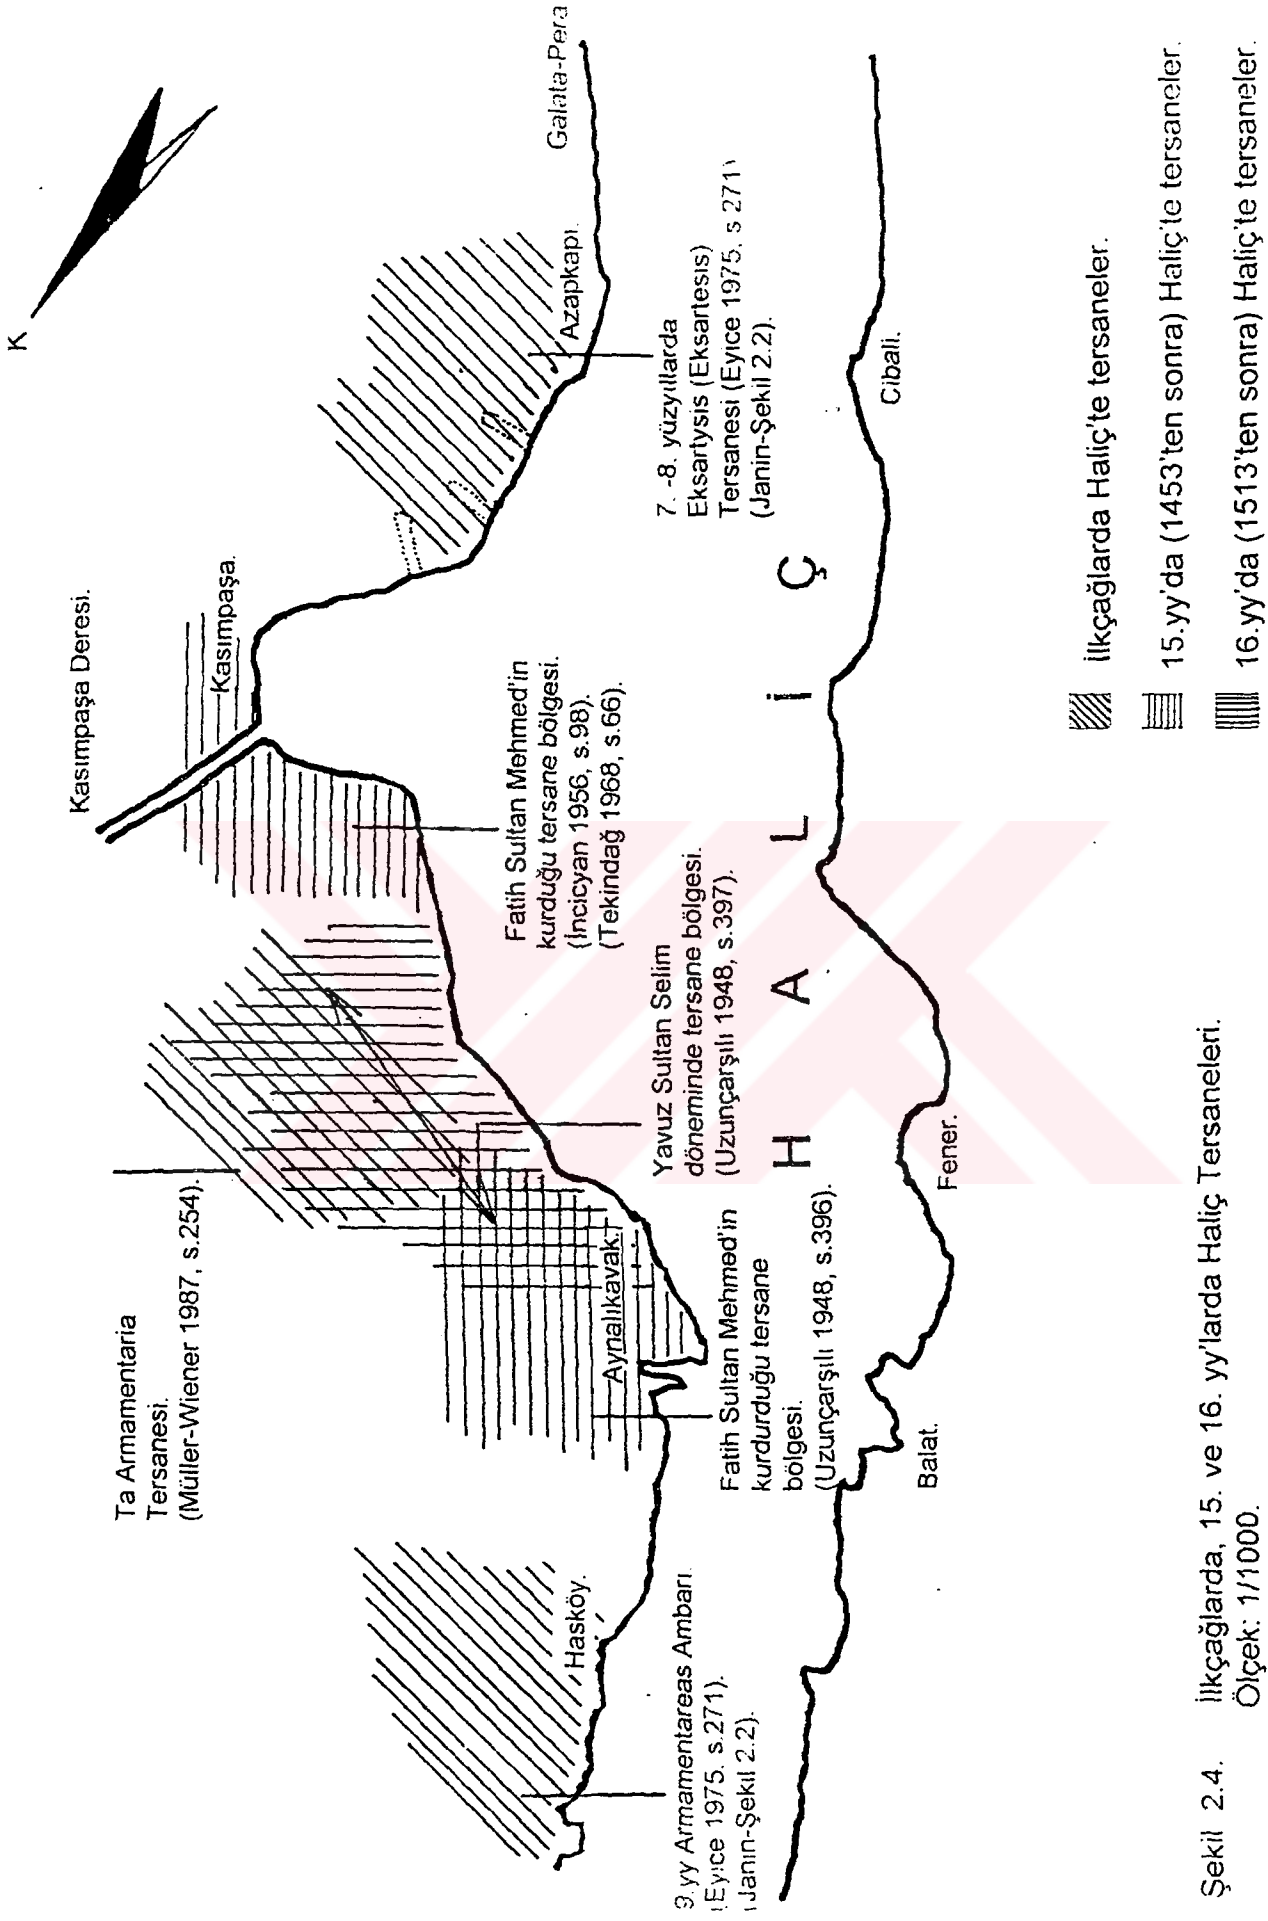 K
Galata-Pera
Azapkapı.
Kasımpaşa Deresi.
Kasımpaşa.
7. -8. yüzyıllarda
Eksartysis (Eksartesis)
Tersanesi (Eyice 1975. s 271)
(Janin-Şekil 2.2).
Fatih Sultan Mehmed'in
kurduğu tersane bölgesi.
(İncicyan 1956, s.98).
(Tekindağ 1968, s.66).
Ta Armamentaria
Tersanesi.
(Müller-Wiener 1987, s.254).
Yavuz Sultan Selim
döneminde tersane bölgesi.
(Uzunçarşılı 1948, s.397).
Aynalıkavak.
Fatih Sultan Mehmed'in
kurdurduğu tersane
bölgesi.
(Uzunçarşılı 1948, s.396).
Hasköy.
9.yy Armamentareas Ambarı.
(Eyice 1975. s.271).
(Janin-Şekil 2.2).
H A L İ Ç
Cibali.
Fener.
Balat.
İlkçağlarda Haliç'te tersaneler.
15.yy'da (1453'ten sonra) Haliç'te tersaneler.
16.yy'da (1513'ten sonra) Haliç'te tersaneler.
Şekil 2.4. İlkçağlarda, 15. ve 16. yy'larda Haliç Tersaneleri.
Ölçek: 1/1000.